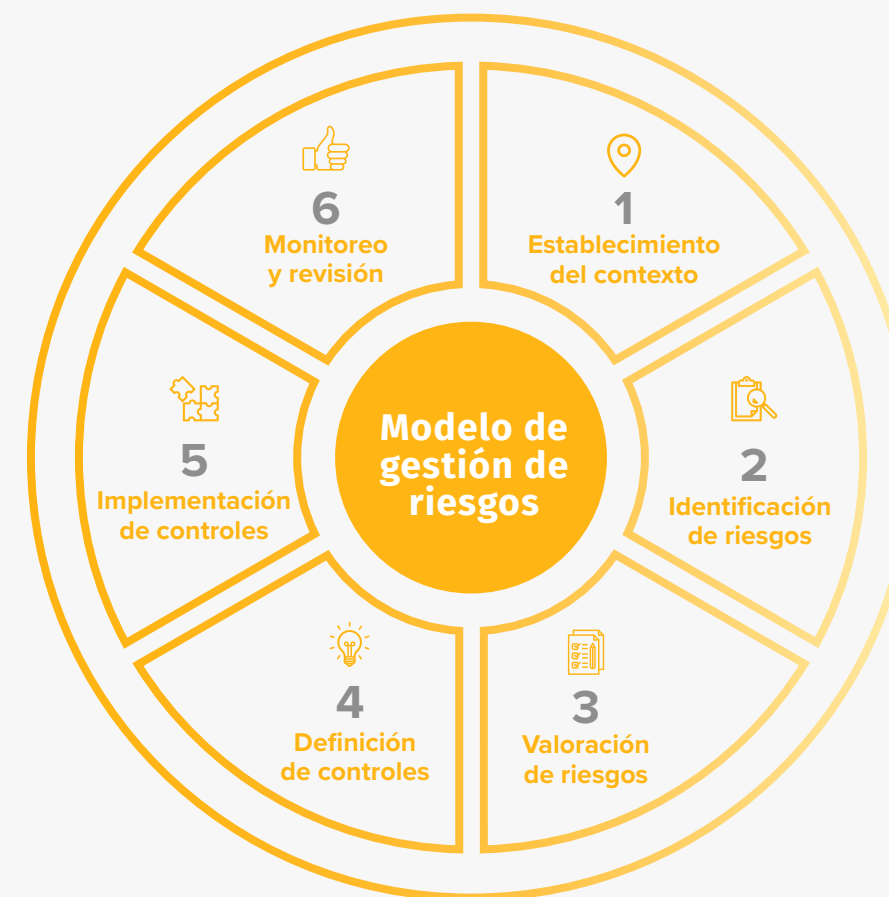 Modelo de
gestión de
riesgos
1
Establecimiento
del contexto
2
Identificación
de riesgos
3
Valoración
de riesgos
4
Definición
de controles
5
Implementación
de controles
6
Monitoreo
y revisión